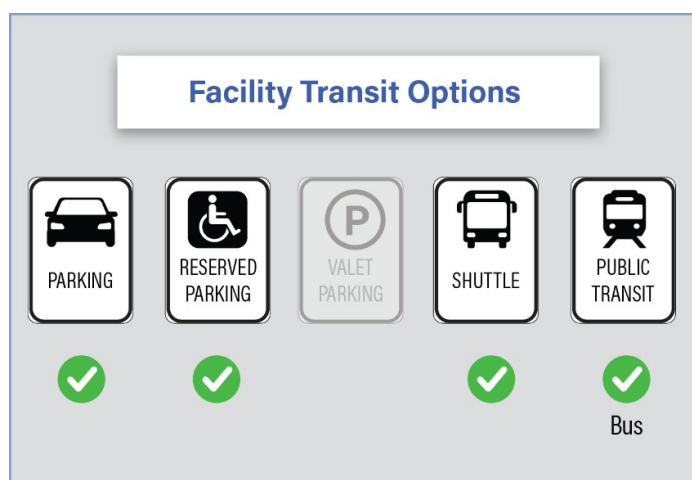 Facility Transit Options
PARKING
RESERVED
PARKING
P
VALET
PARKING
SHUTTLE
PUBLIC
TRANSIT
Bus